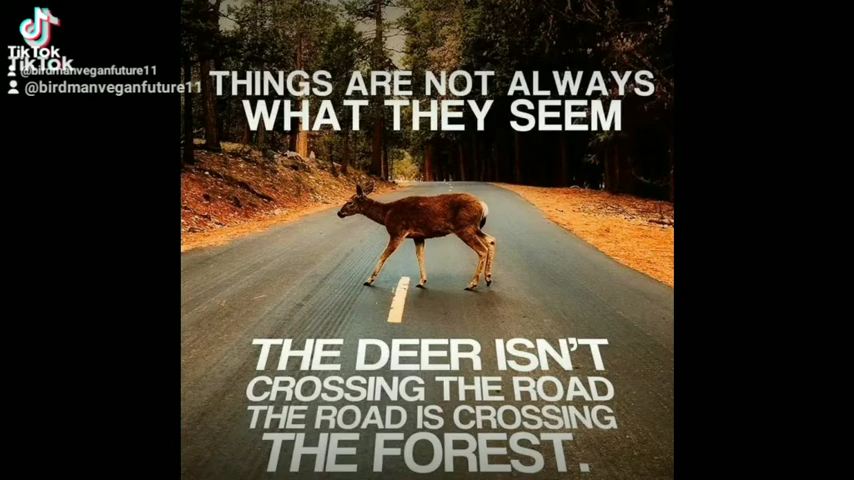 TikTok
TikTok
@birdmanveganfuture11
@birdmanveganfuture11
THINGS ARE NOT ALWAYS
WHAT THEY SEEM
THE DEER ISN'T
CROSSING THE ROAD
THE ROAD IS CROSSING
THE FOREST.